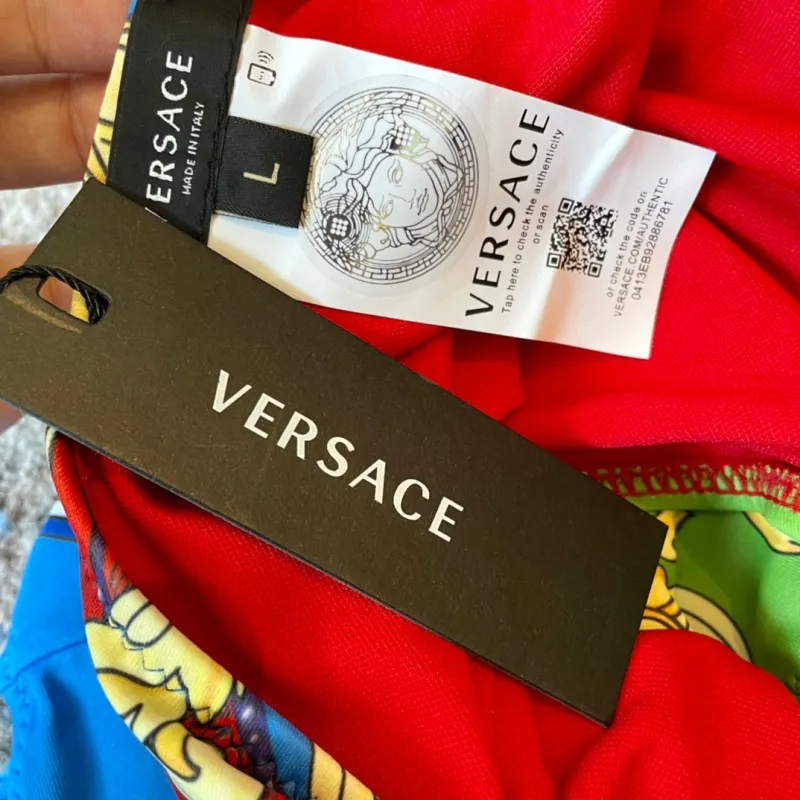 VERSACE
MADE IN ITALY
L
VERSACE
Tap here to check the authenticity
or scan
or check the code on
VERSACE.COM/AUTHENTIC
0413EB92886781
VERSACE